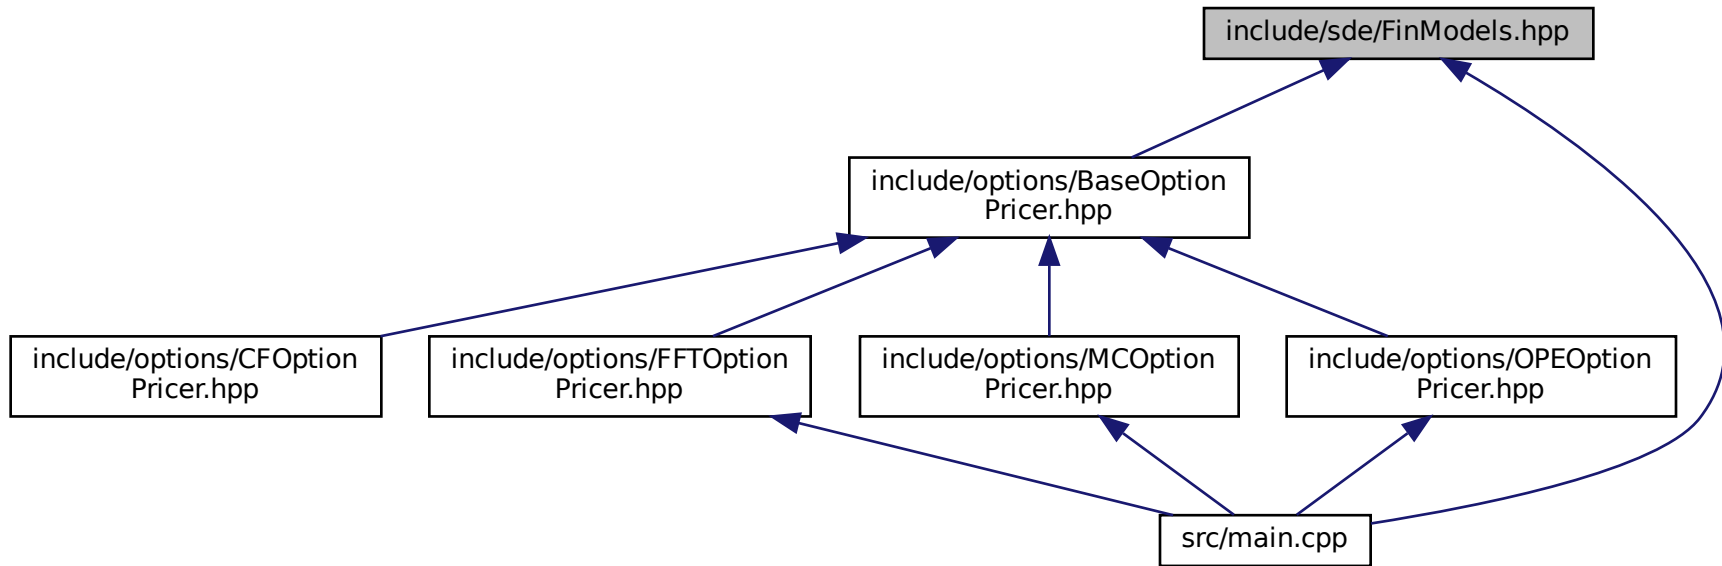 include/sde/FinModels.hpp
include/options/BaseOption
Pricer.hpp
include/options/CFOption
Pricer.hpp
include/options/FFTOption
Pricer.hpp
include/options/MCOption
Pricer.hpp
include/options/OPEOption
Pricer.hpp
src/main.cpp